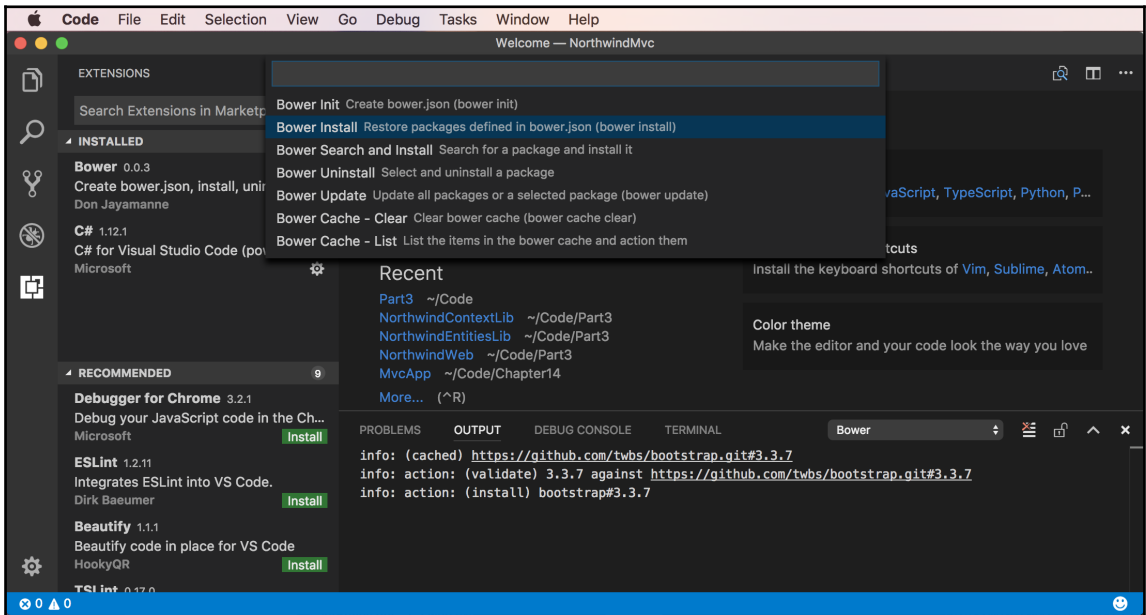 Code File Edit Selection View Go Debug Tasks Window Help
Welcome — NorthwindMvc
EXTENSIONS
Search Extensions in Marketp
INSTALLED
Bower 0.0.3
Create bower.json, install, unin
Don Jayamanne
C# 1.12.1
C# for Visual Studio Code (pow
Microsoft
RECOMMENDED 9
Debugger for Chrome 3.2.1
Debug your JavaScript code in the Ch...
Microsoft Install
ESLint 1.2.11
Integrates ESLint into VS Code.
Dirk Baeumer Install
Beautify 1.1.1
Beautify code in place for VS Code
HookyQR Install
TSLint 0.17.0
Bower Init Create bower.json (bower init)
Bower Install Restore packages defined in bower.json (bower install)
Bower Search and Install Search for a package and install it
Bower Uninstall Select and uninstall a package
Bower Update Update all packages or a selected package (bower update)
Bower Cache - Clear Clear bower cache (bower cache clear)
Bower Cache - List List the items in the bower cache and action them
Recent
Part3 ~/Code
NorthwindContextLib ~/Code/Part3
NorthwindEntitiesLib ~/Code/Part3
NorthwindWeb ~/Code/Part3
MvcApp ~/Code/Chapter14
More... (^R)
vaScript, TypeScript, Python, P...
tcuts
Install the keyboard shortcuts of Vim, Sublime, Atom..
Color theme
Make the editor and your code look the way you love
PROBLEMS OUTPUT DEBUG CONSOLE TERMINAL Bower
info: (cached) https://github.com/twbs/bootstrap.git#3.3.7
info: action: (validate) 3.3.7 against https://github.com/twbs/bootstrap.git#3.3.7
info: action: (install) bootstrap#3.3.7
0 0